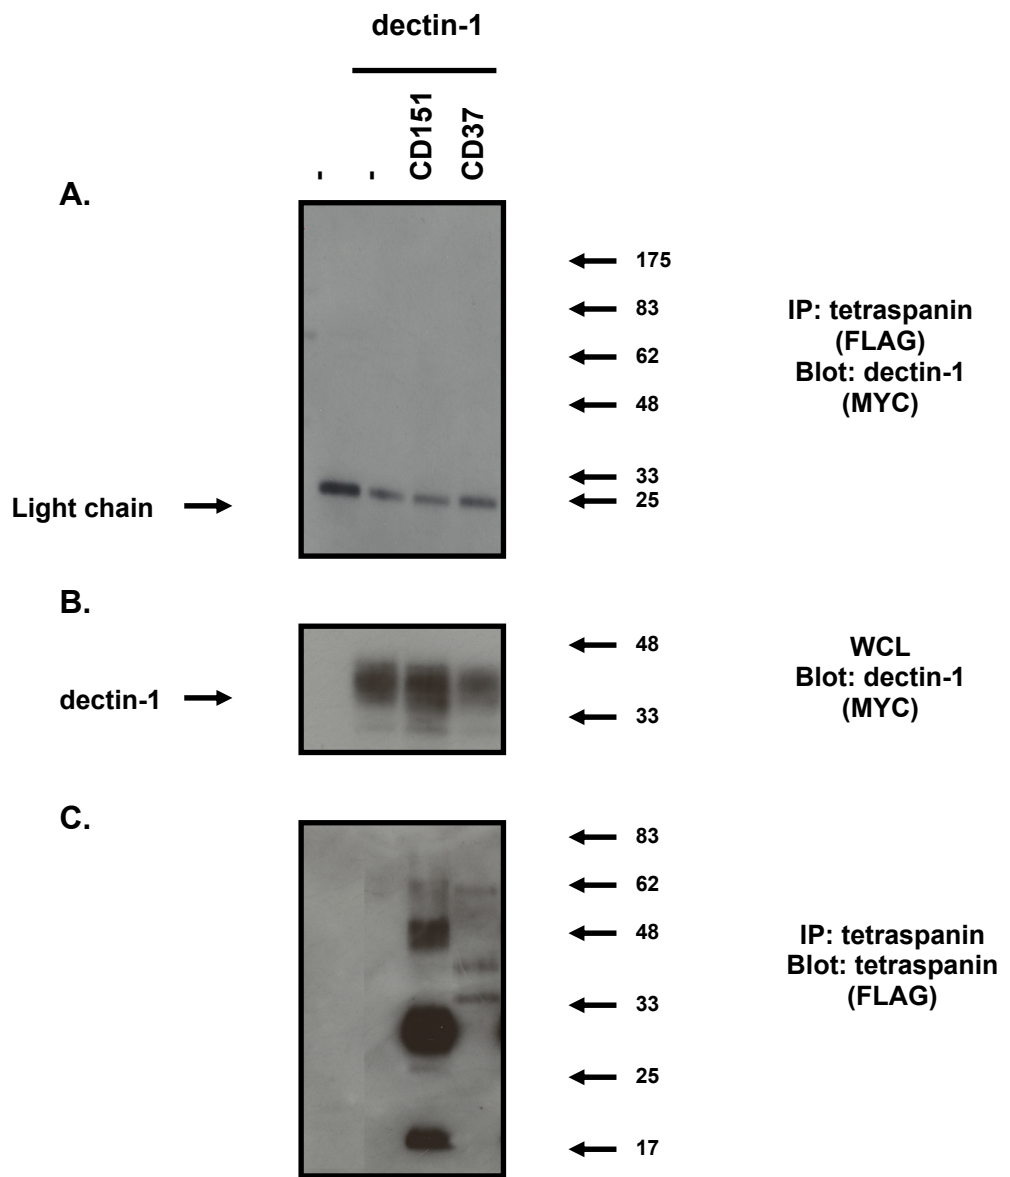 dectin-1
-
-
CD151
CD37
A.
175
83
62
48
33
25
IP: tetraspanin
(FLAG)
Blot: dectin-1
(MYC)
Light chain
B.
48
33
WCL
Blot: dectin-1
(MYC)
dectin-1
C.
83
62
48
33
25
17
IP: tetraspanin
Blot: tetraspanin
(FLAG)